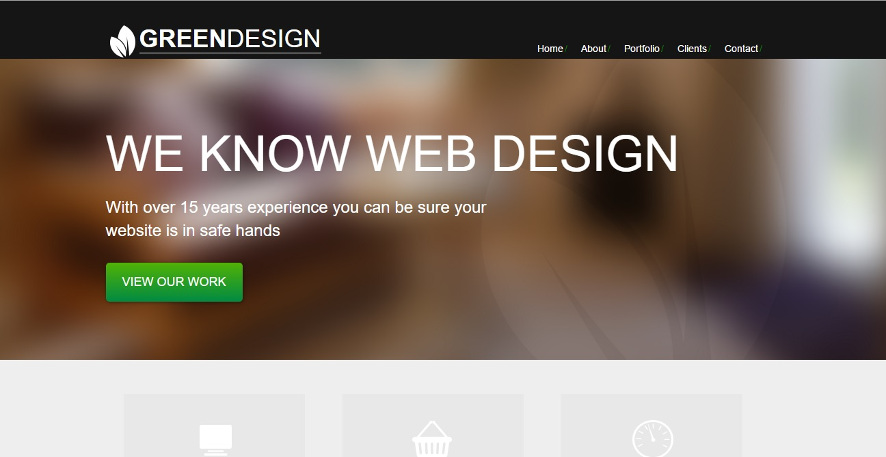 GREENDESIGN
Home / About / Portfolio / Clients / Contact /
WE KNOW WEB DESIGN
With over 15 years experience you can be sure your
website is in safe hands
VIEW OUR WORK